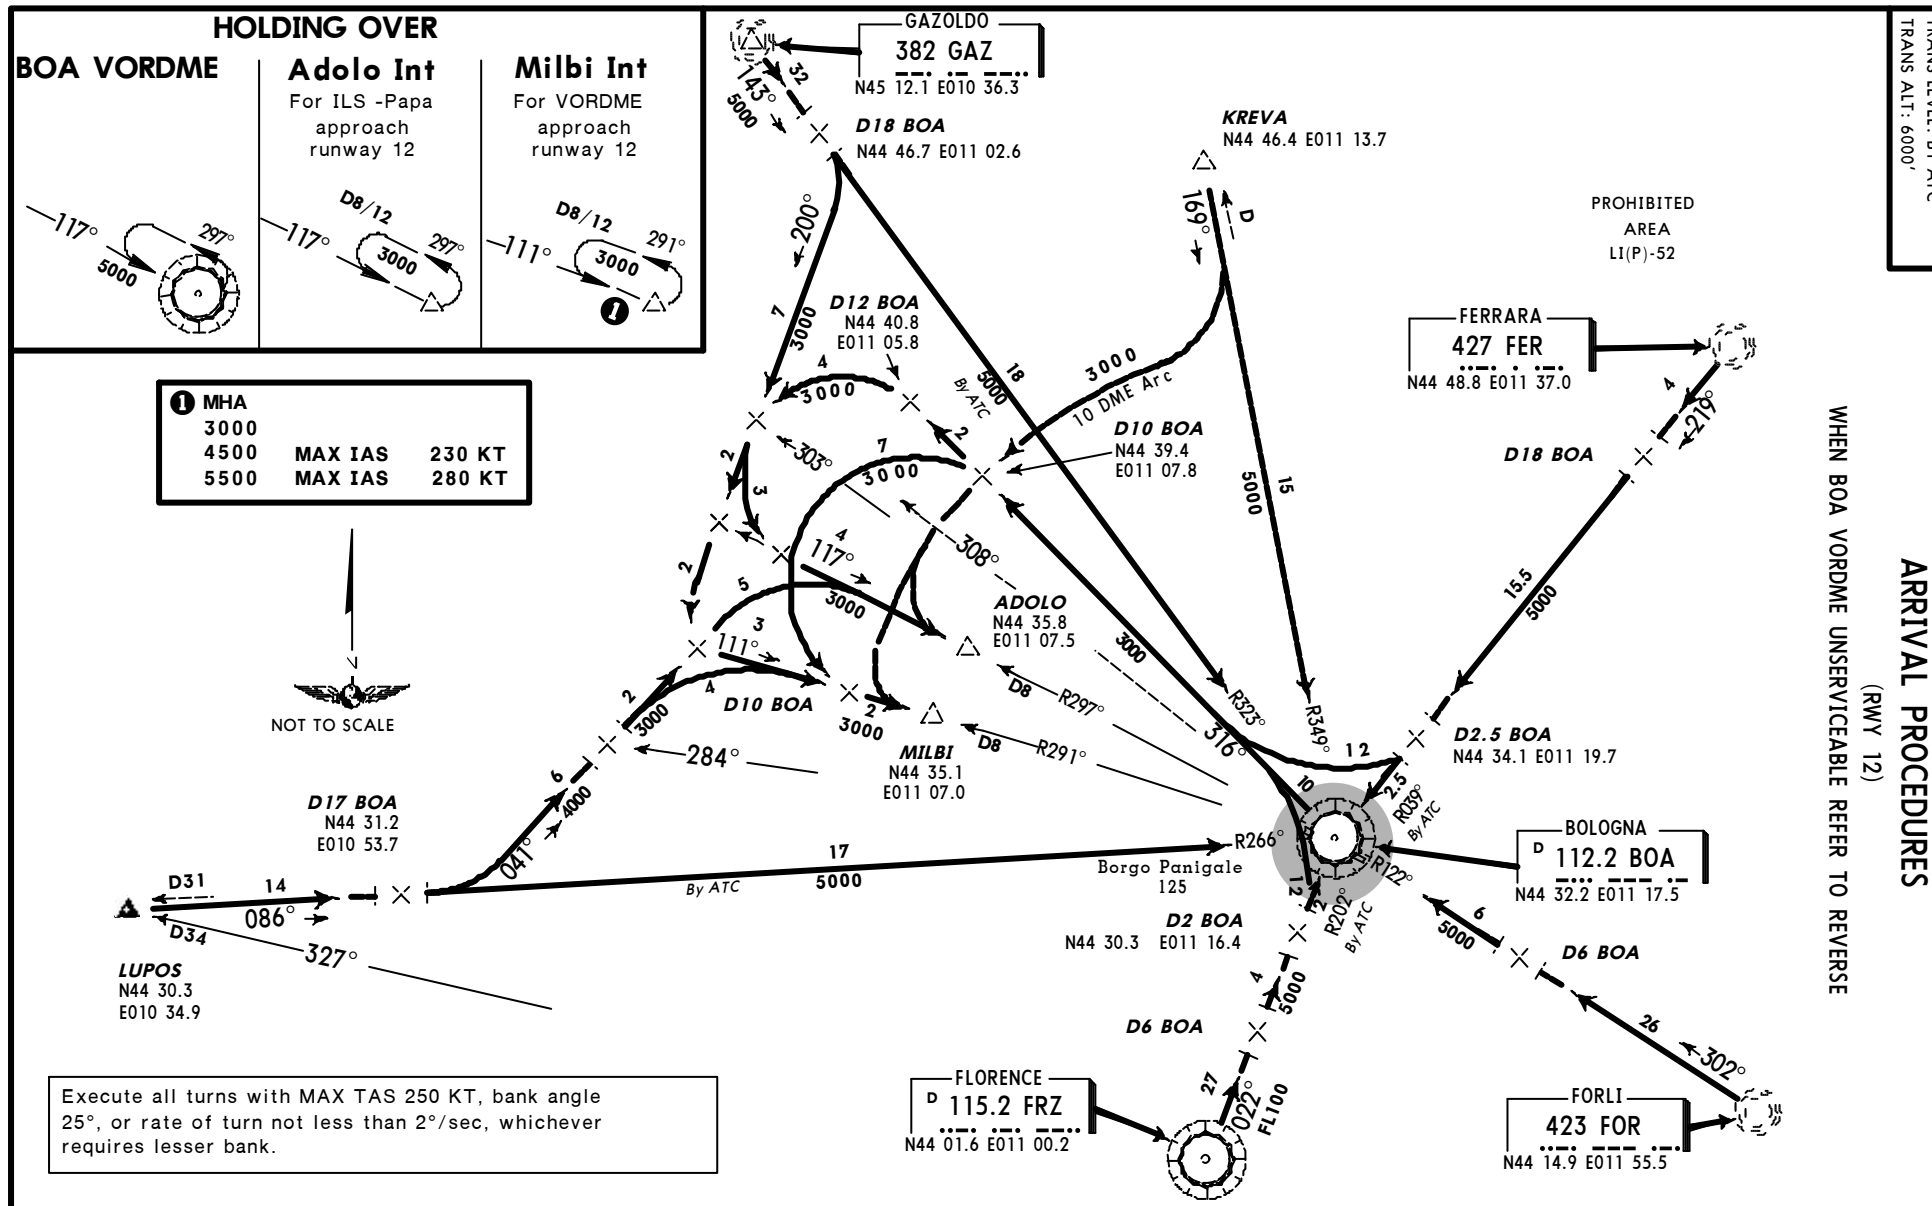 HOLDING OVER
BOA VORDME
117°
5000
297°
Adolo Int
For ILS -Papa
approach
runway 12
D8/12
117°
297°
3000
Milbi Int
For VORDME
approach
runway 12
D8/12
111°
291°
3000
1
1 MHA
3000
4500 MAX IAS 230 KT
5500 MAX IAS 280 KT
NOT TO SCALE
GAZOLDO
382 GAZ
N45 12.1 E010 36.3
32
143°
5000
D18 BOA
N44 46.7 E011 02.6
200°
7
3000
18
5000
By ATC
KREVA
N44 46.4 E011 13.7
169°
D
15
5000
3000
10 DME Arc
PROHIBITED
AREA
LI(P)-52
TRANS LEVEL: BY ATC
TRANS ALT: 6000'
ARRIVAL PROCEDURES
(RWY 12)
WHEN BOA VORDME UNSERVICEABLE REFER TO REVERSE
FERRARA
427 FER
N44 48.8 E011 37.0
4
219°
D18 BOA
15.5
5000
D12 BOA
N44 40.8
E011 05.8
4
3000
2
D10 BOA
N44 39.4
E011 07.8
7
3000
303°
308°
2
3
2
4
117°
3000
5
3
111°
4
ADOLO
N44 35.8
E011 07.5
D8
R297°
3000
316°
R323°
R349°
10
12
D10 BOA
2
3000
MILBI
N44 35.1
E011 07.0
D8
R291°
284°
2
3000
6
4000
041°
D2.5 BOA
N44 34.1 E011 19.7
2.5
R039°
By ATC
D17 BOA
N44 31.2
E010 53.7
17
5000
By ATC
R266°
Borgo Panigale
125
BOLOGNA
D 112.2 BOA
N44 32.2 E011 17.5
R122°
D31
14
086°
D34
327°
LUPOS
N44 30.3
E010 34.9
12
12
R202°
By ATC
D2 BOA
N44 30.3 E011 16.4
4
5000
D6 BOA
27
022°
FL100
6
5000
D6 BOA
26
302°
FLORENCE
D 115.2 FRZ
N44 01.6 E011 00.2
FORLI
423 FOR
N44 14.9 E011 55.5
Execute all turns with MAX TAS 250 KT, bank angle
25°, or rate of turn not less than 2°/sec, whichever
requires lesser bank.